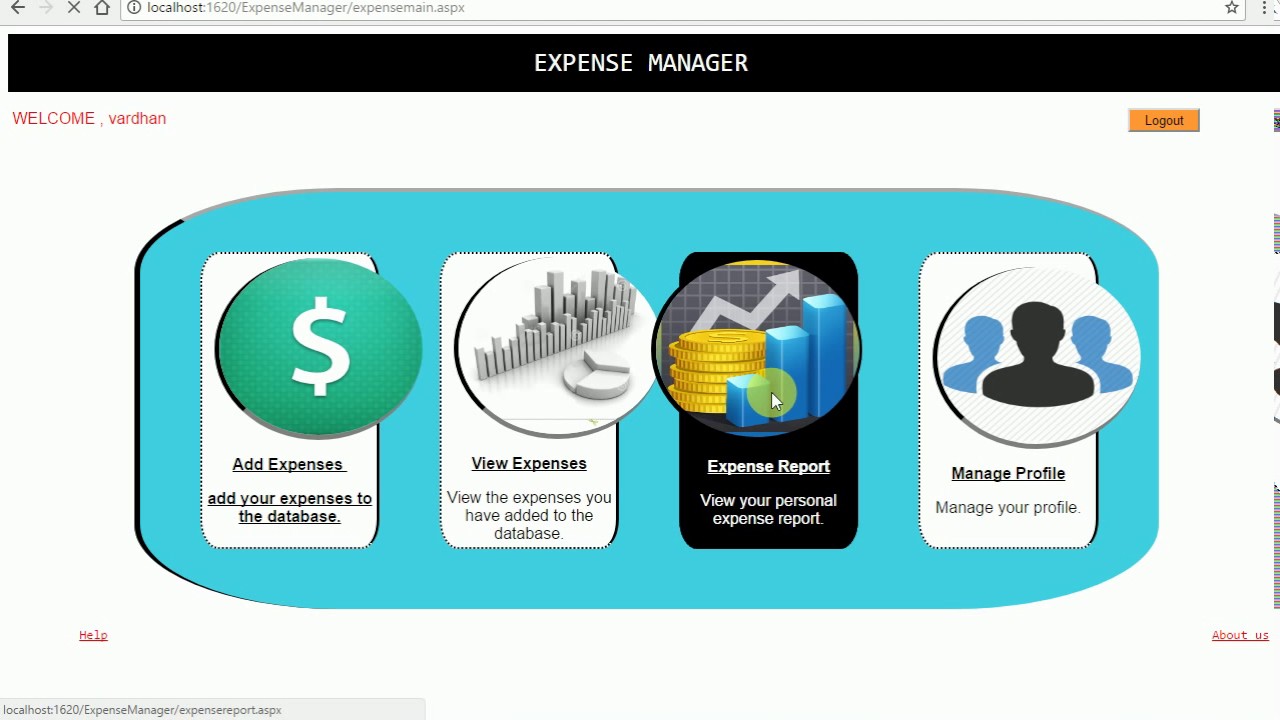 localhost:1620/ExpenseManager/expensemain.aspx
EXPENSE MANAGER
WELCOME , vardhan
Logout
$
Add Expenses
add your expenses to
the database.
View Expenses
View the expenses you
have added to the
database.
Expense Report
View your personal
expense report.
Manage Profile
Manage your profile.
Help
About us
localhost:1620/ExpenseManager/expensereport.aspx